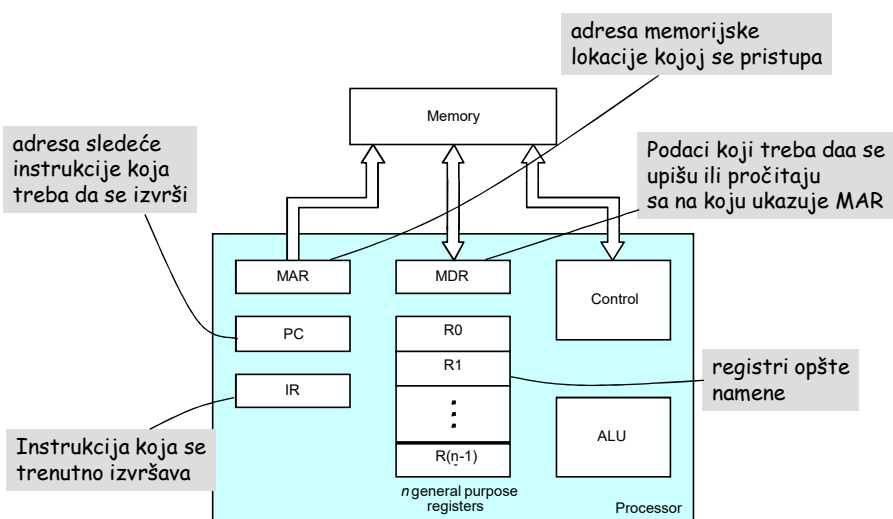 adresa memorijske
lokacije kojoj se pristupa
Memory
adresa sledeće
instrukcije koja
treba da se izvrši
Podaci koji treba daa se
upišu ili pročitaju
sa na koju ukazuje MAR
MAR
MDR
Control
PC
R0
R1
IR
registri opšte
namene
ALU
Instrukcija koja se
trenutno izvršava
R(n-1)
n general purpose
registers
Processor